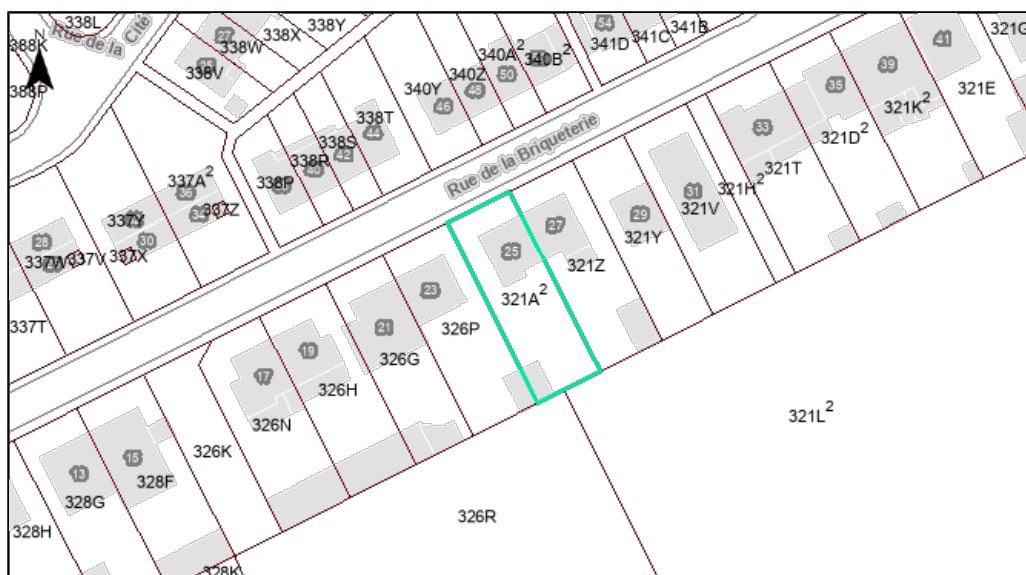 338L
Rue de la Cité
388K
N
388P
27
338W
338X
338Y
338V
54
341D
341C
341B
321G
340A²
340B²
340Z
50
48
340Y
46
41
39
35
321E
321K²
338T
44
338S
42
338R
40
338P
Rue de la Briqueterie
33
321D²
321T
337A²
36
34
337Z
337Y
30
337X
28
337W
337V
31
321H²
321V
29
321Y
27
321Z
25
321A²
23
326P
21
326G
337T
19
326H
17
326N
321L²
15
328F
13
328G
326K
326R
328H
328K